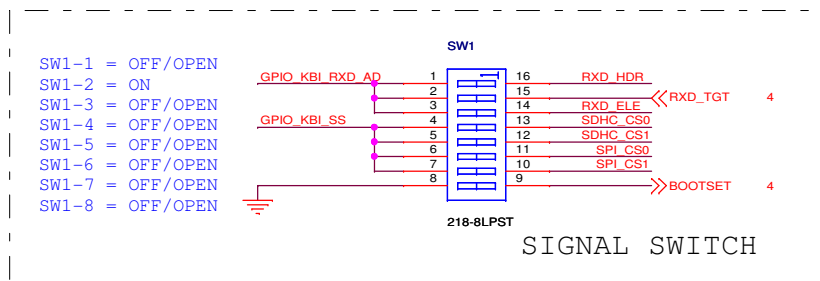 SW1
SW1-1 = OFF/OPEN
SW1-2 = ON
SW1-3 = OFF/OPEN
SW1-4 = OFF/OPEN
SW1-5 = OFF/OPEN
SW1-6 = OFF/OPEN
SW1-7 = OFF/OPEN
SW1-8 = OFF/OPEN
GPIO_KBI_RXD_AD 1 16 RXD_HDR
2 15 RXD_TGT 4
3 14 RXD_ELE
GPIO_KBI_SS 4 13 SDHC_CS0
5 12 SDHC_CS1
6 11 SPI_CS0
7 10 SPI_CS1
8 9 BOOTSET 4
1
218-8LPST
SIGNAL SWITCH